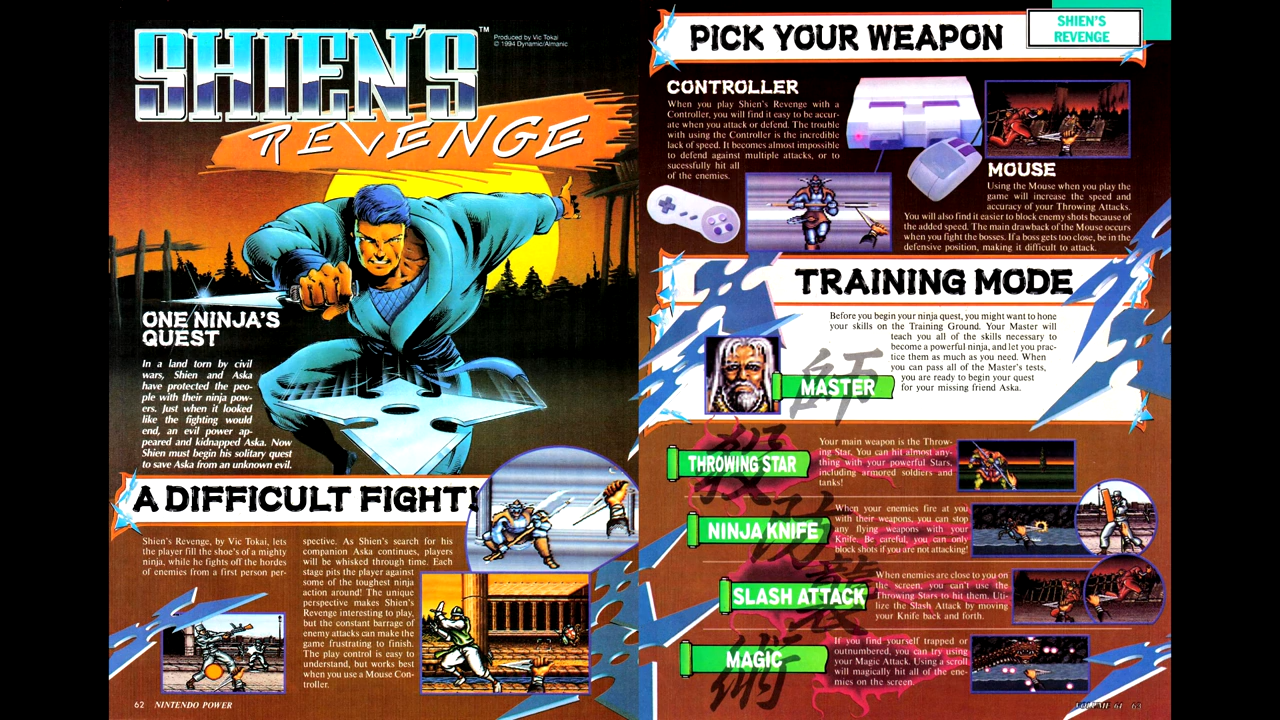 SHIEN'S™
REVENGE
Produced by Vic Tokai
© 1994 Dynamic/Almanic
ONE NINJA'S
QUEST
In a land torn by civil
wars, Shien and Aska
have protected the peo-
ple with their ninja pow-
ers. Just when it looked
like the fighting would
end, an evil power ap-
peared and kidnapped Aska. Now
Shien must begin his solitary quest
to save Aska from an unknown evil.
A DIFFICULT FIGHT!
Shien's Revenge, by Vic Tokai, lets
the player fill the shoe's of a mighty
ninja, while he fights off the hordes
of enemies from a first person per-
spective. As Shien's search for his
companion Aska continues, players
will be whisked through time. Each
stage pits the player against
some of the toughest ninja
action around! The unique
perspective makes Shien's
Revenge interesting to play,
but the constant barrage of
enemy attacks can make the
game frustrating to finish.
The play control is easy to
understand, but works best
when you use a Mouse Con-
troller.
62 NINTENDO POWER
PICK YOUR WEAPON
SHIEN'S
REVENGE
CONTROLLER
When you play Shien's Revenge with a
Controller, you will find it easy to be accur-
ate when you attack or defend. The trouble
with using the Controller is the incredible
lack of speed. It becomes almost impossible
to defend against multiple attacks, or to
sucessfully hit all
of the enemies.
MOUSE
Using the Mouse when you play the
game will increase the speed and
accuracy of your Throwing Attacks.
You will also find it easier to block enemy shots because of
the added speed. The main drawback of the Mouse occurs
when you fight the bosses. If a boss gets too close, be in the
defensive position, making it difficult to attack.
TRAINING MODE
Before you begin your ninja quest, you might want to hone
your skills on the Training Ground. Your Master will
teach you all of the skills necessary to
become a powerful ninja, and let you prac-
tice them as much as you need. When
you can pass all of the Master's tests,
you are ready to begin your quest
for your missing friend Aska.
MASTER
師
THROWING STAR
Your main weapon is the Throw-
ing Star. You can hit almost any-
thing with your powerful Stars,
including armored soldiers and
tanks!
NINJA KNIFE
When your enemies fire at you
with their weapons, you can stop
any flying weapons with your
Knife. Be careful, you can only
block shots if you are not attacking!
SLASH ATTACK
When enemies are close to you on
the screen, you can't use the
Throwing Stars to hit them. Uti-
lize the Slash Attack by moving
your Knife back and forth.
MAGIC
If you find yourself trapped or
outnumbered, you can try using
your Magic Attack. Using a scroll
will magically hit all of the ene-
mies on the screen.
VOLUME 61 63